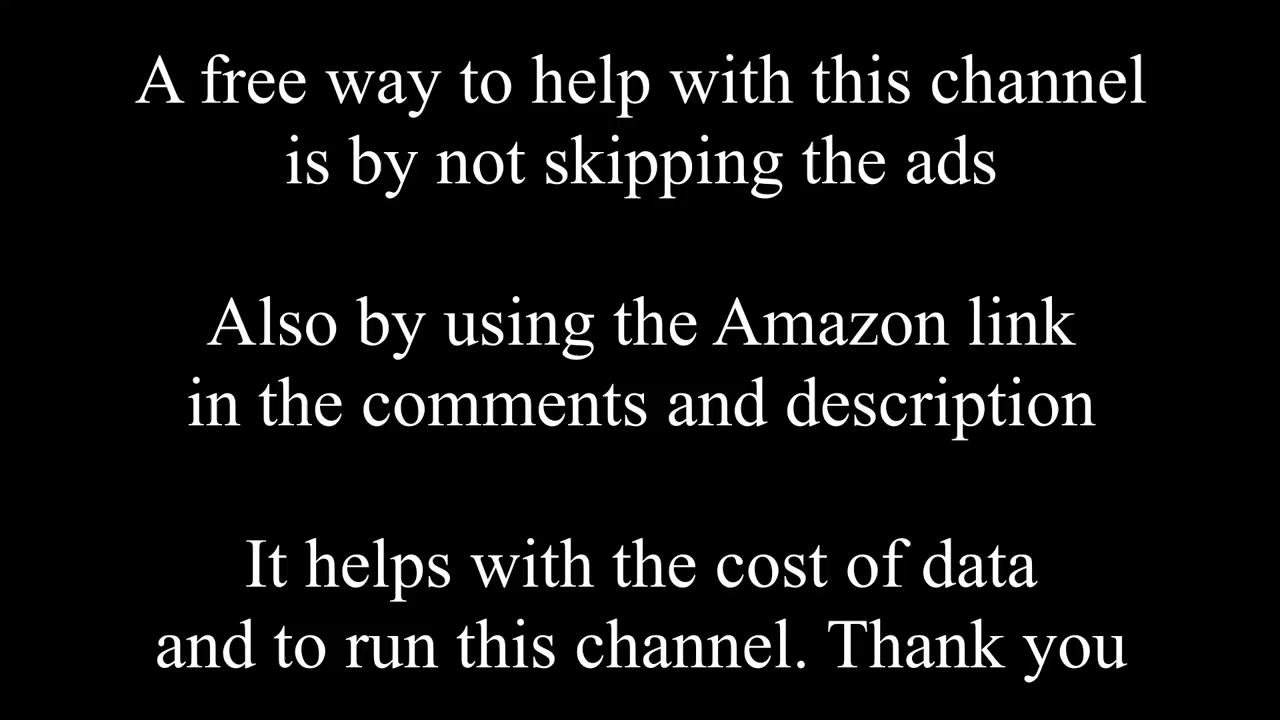 A free way to help with this channel
is by not skipping the ads
Also by using the Amazon link
in the comments and description
It helps with the cost of data
and to run this channel. Thank you